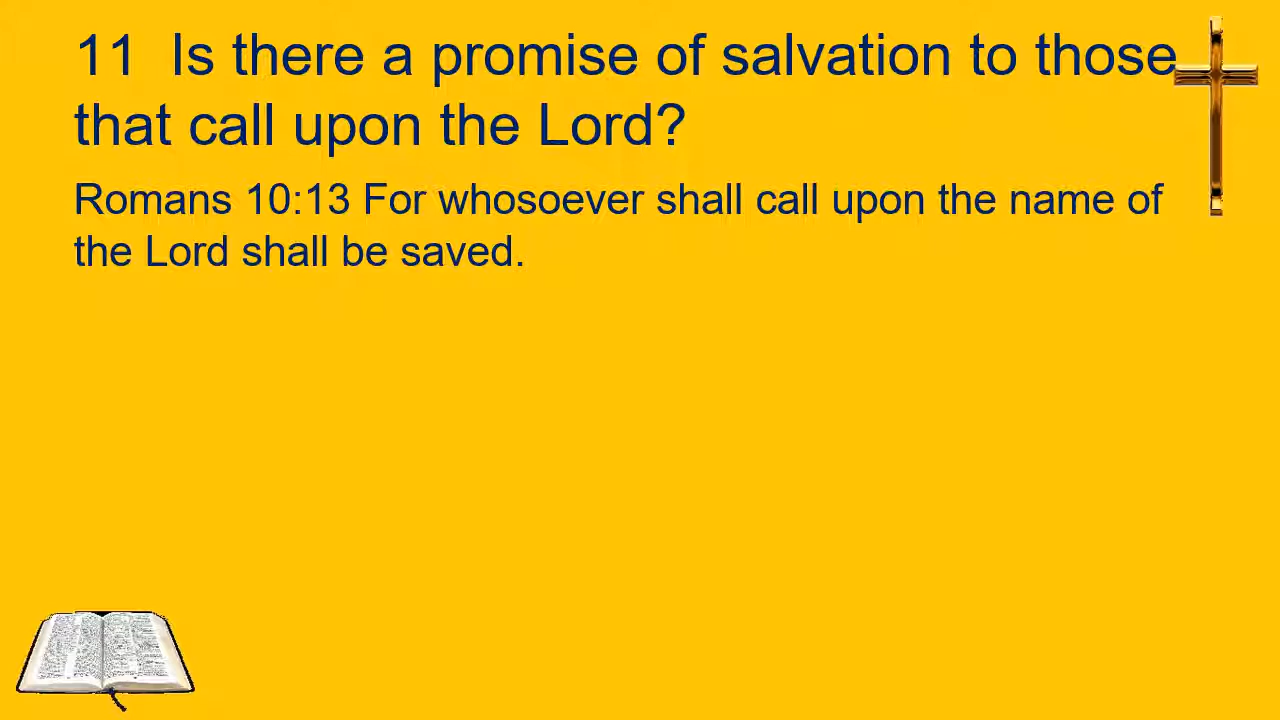 11  Is there a promise of salvation to those
that call upon the Lord?
Romans 10:13 For whosoever shall call upon the name of
the Lord shall be saved.